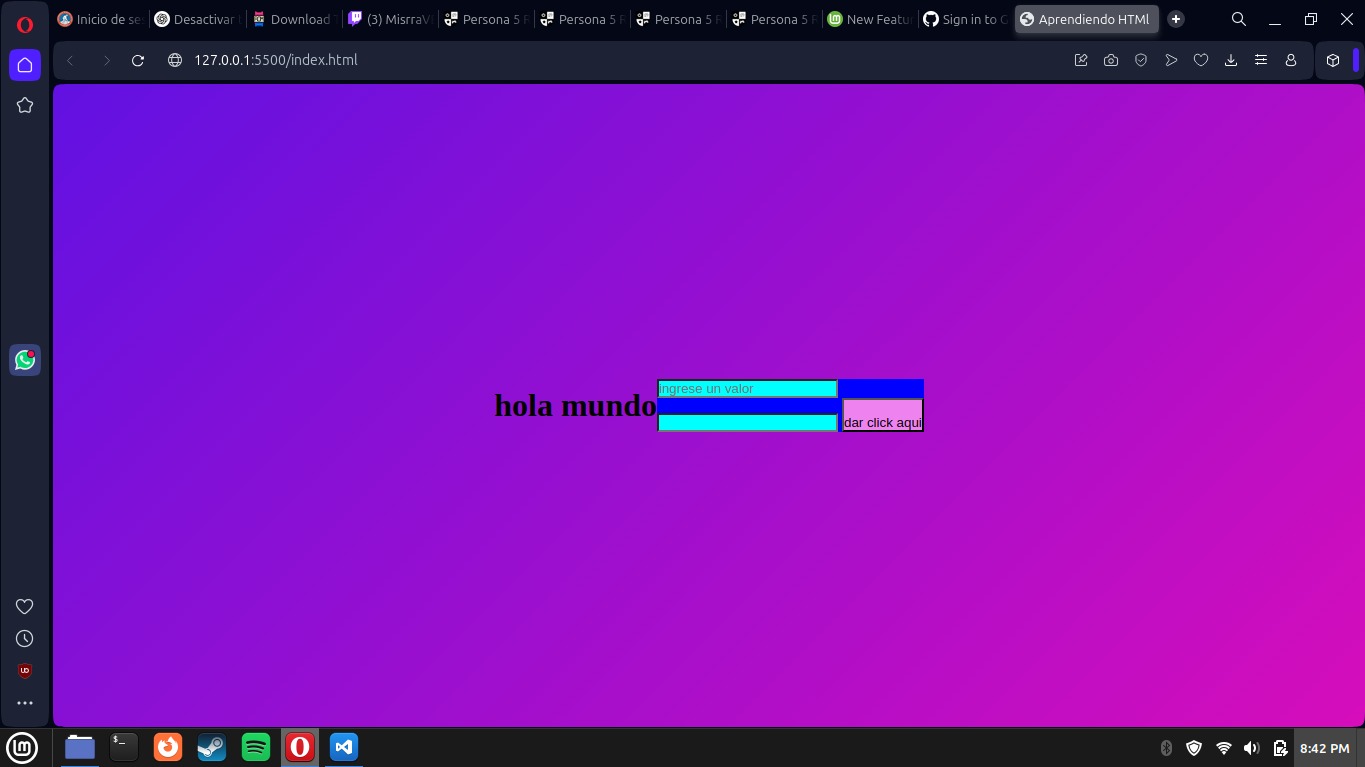 Inicio de se
Desactivar
Download
(3) MisrraV
Persona 5 R
Persona 5 R
Persona 5 R
Persona 5 R
New Featur
Sign in to G
Aprendiendo HTMl
127.0.0.1:5500/index.html
ingrese un valor
hola mundo
dar click aqui
8:42 PM